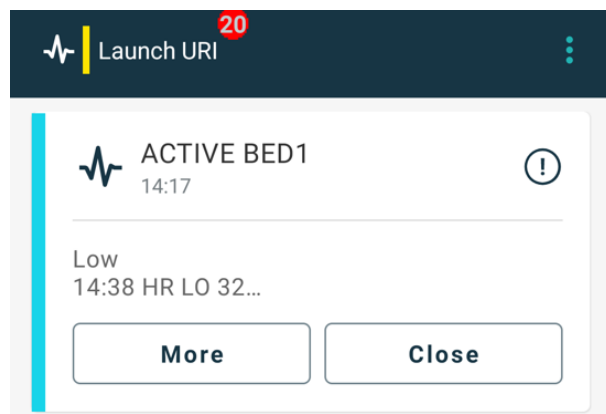 20
Launch URI
ACTIVE BED1
14:17
Low
14:38 HR LO 32...
More
Close